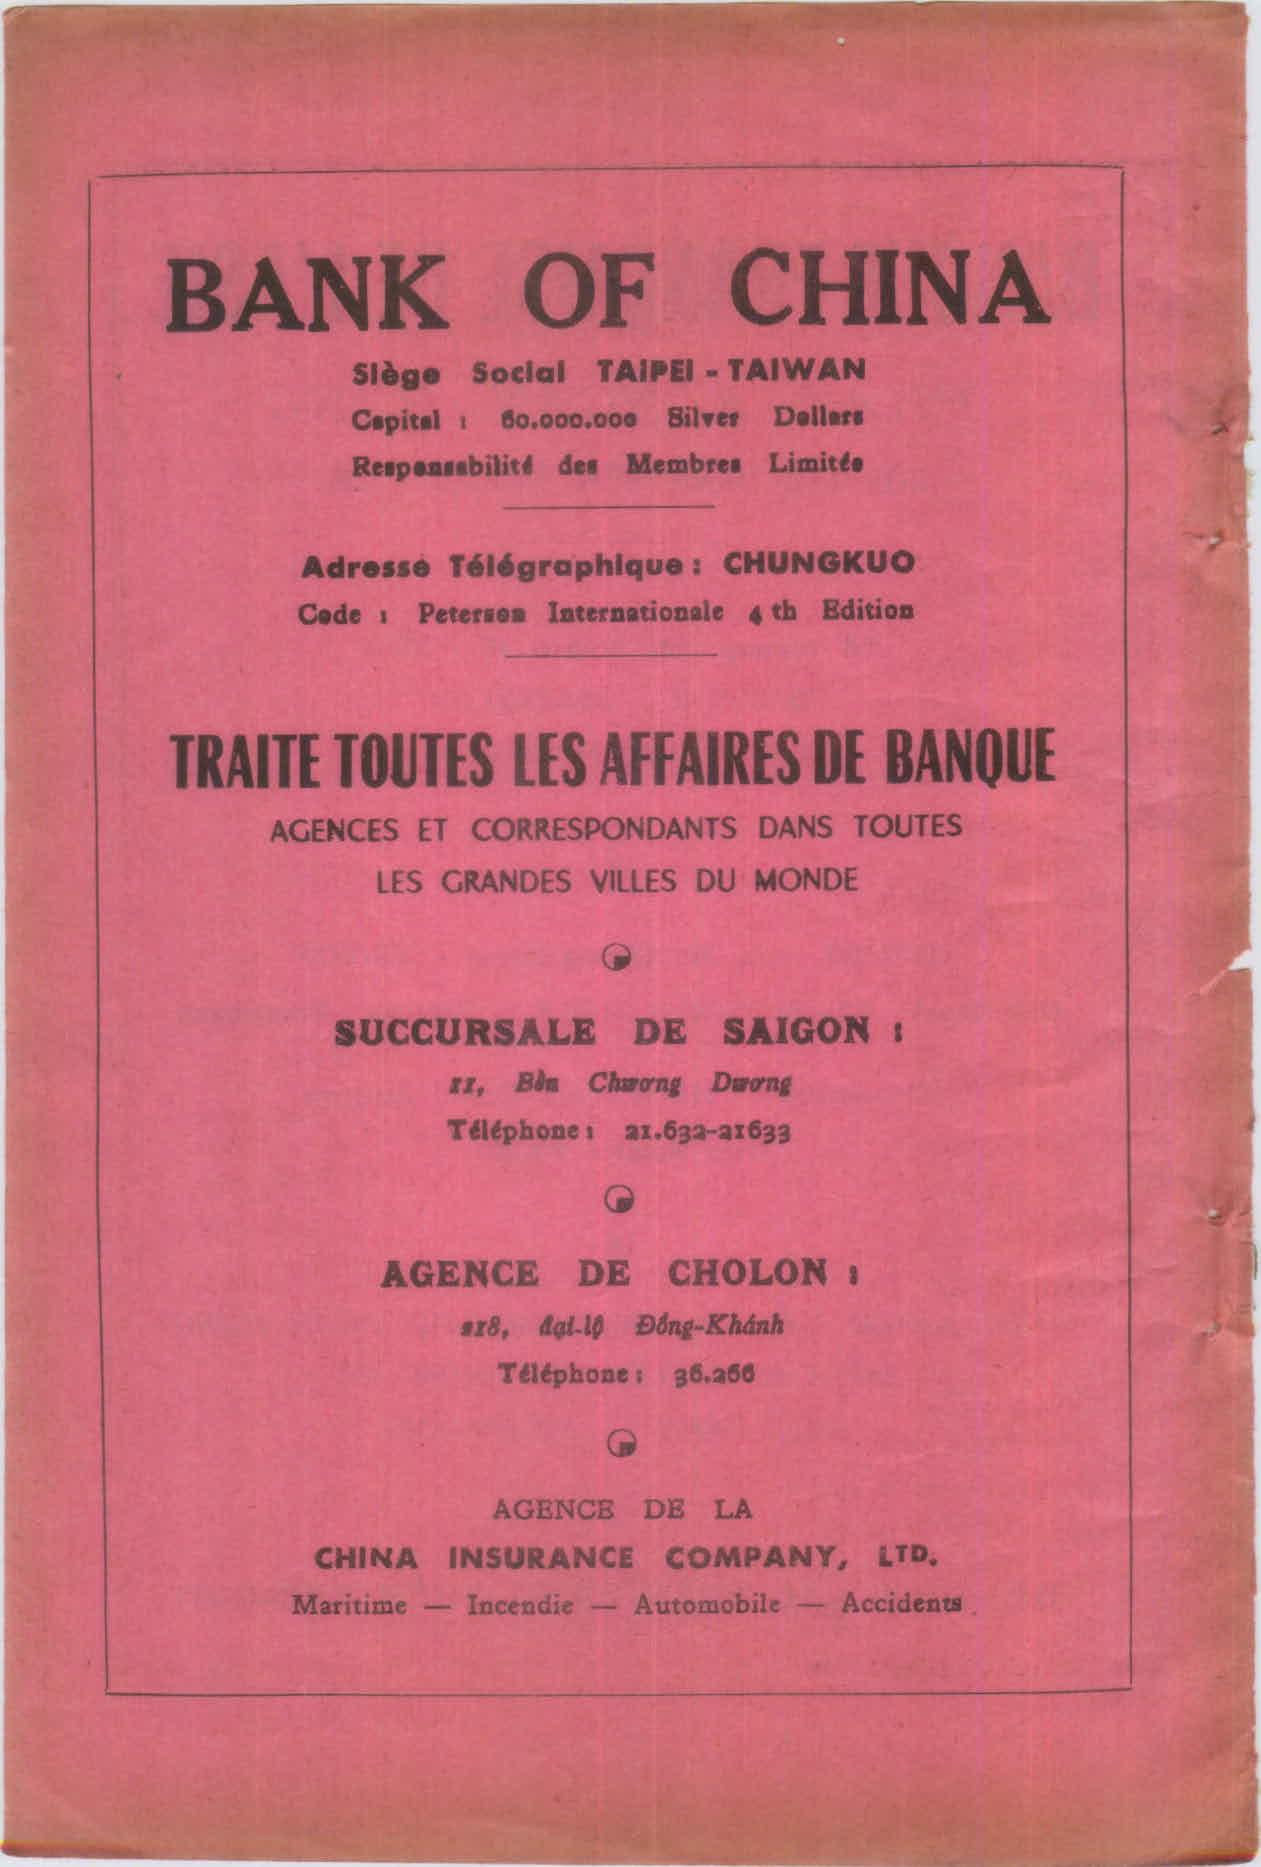 BANK OF CHINA
Siège Social TAIPEI - TAIWAN
Capital : 60.000.000 Silver Dollars
Responsabilité des Membres Limitée
Adresse Télégraphique : CHUNGKUO
Code : Peterson Internationale 4 th Edition
TRAITE TOUTES LES AFFAIRES DE BANQUE
AGENCES ET CORRESPONDANTS DANS TOUTES
LES GRANDES VILLES DU MONDE
SUCCURSALE DE SAIGON :
11, Bến Chương Dương
Téléphone : 21.632-21633
AGENCE DE CHOLON :
218, đại-lộ Đồng-Khánh
Téléphone : 36.266
AGENCE DE LA
CHINA INSURANCE COMPANY, LTD.
Maritime — Incendie — Automobile — Accidents